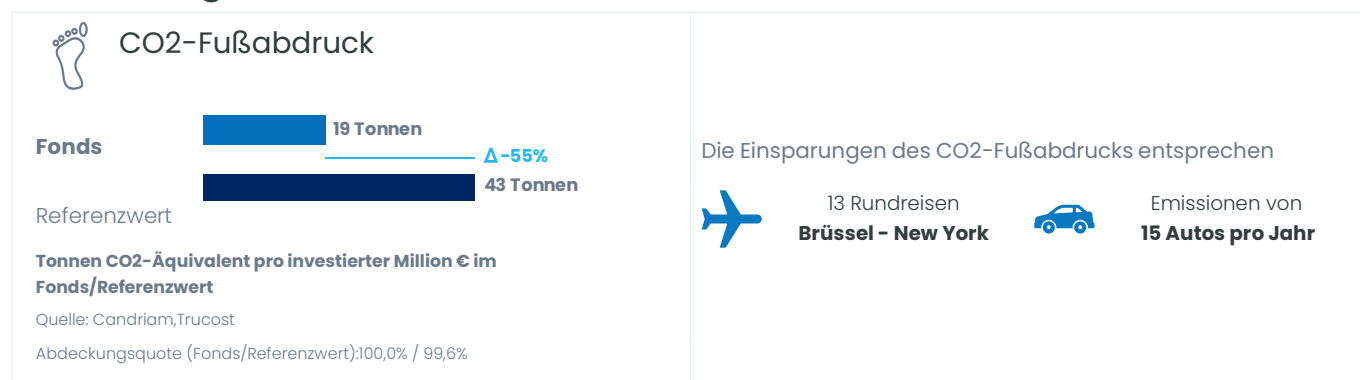 CO2-Fußabdruck
Fonds
19 Tonnen
Δ -55%
43 Tonnen
Referenzwert
Tonnen CO2-Äquivalent pro investierter Million € im
Fonds/Referenzwert
Quelle: Candriam,Trucost
Abdeckungsquote (Fonds/Referenzwert):100,0% / 99,6%
Die Einsparungen des CO2-Fußabdrucks entsprechen
13 Rundreisen
Brüssel - New York
Emissionen von
15 Autos pro Jahr